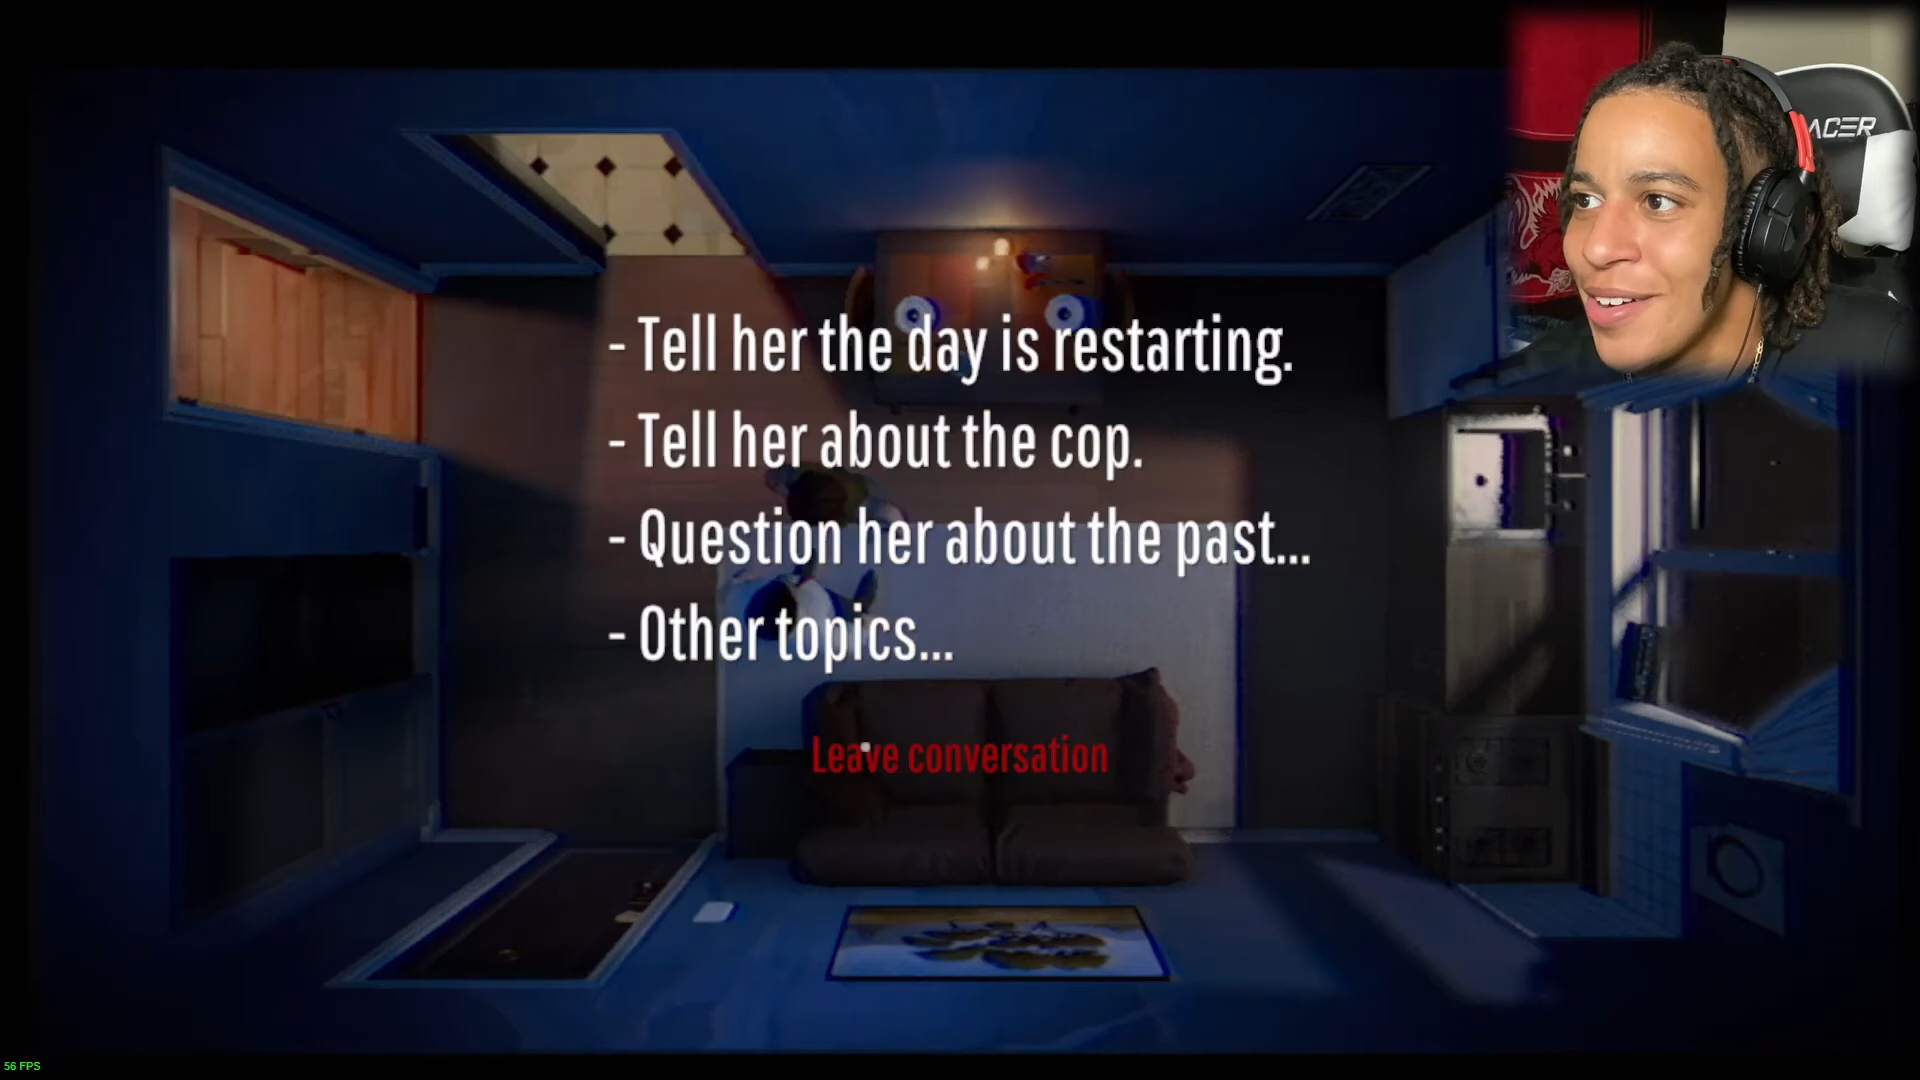 ACER
- Tell her the day is restarting.
- Tell her about the cop.
- Question her about the past...
- Other topics...
Leave conversation
56 FPS